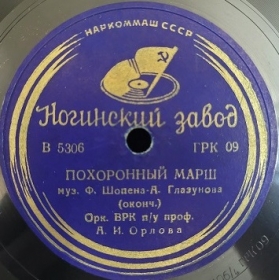 НАРКОММАШ СССР
Ногинский завод
В 5306 ГРК 09
ПОХОРОННЫЙ МАРШ
муз. Ф. Шопена-А. Глазунова
(оконч.)
Орк. ВРК п/у проф.
А. И. Орлова